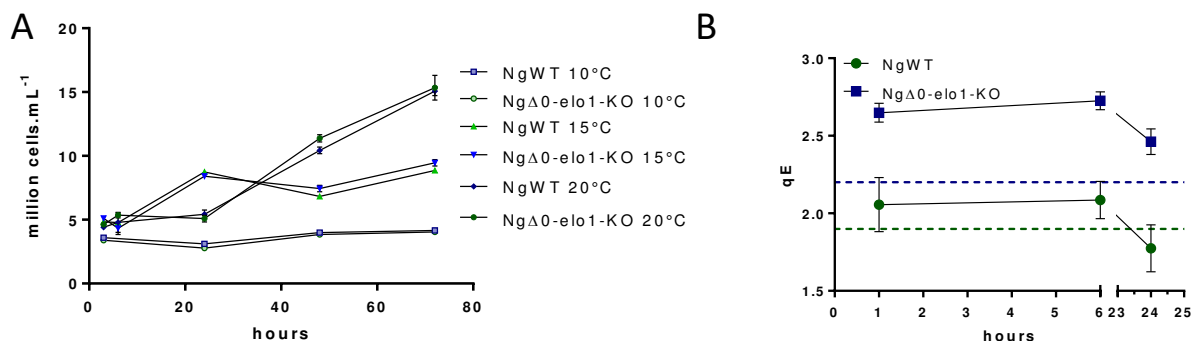 A
million cells.mL⁻¹
20
15
10
5
0
0 20 40 60 80
hours
NgWT 10°C
NgΔ0-elo1-KO 10°C
NgWT 15°C
NgΔ0-elo1-KO 15°C
NgWT 20°C
NgΔ0-elo1-KO 20°C
B
NgWT
NgΔ0-elo1-KO
qE
3.0
2.5
2.0
1.5
0 1 2 3 4 5 6 23 24 25
hours